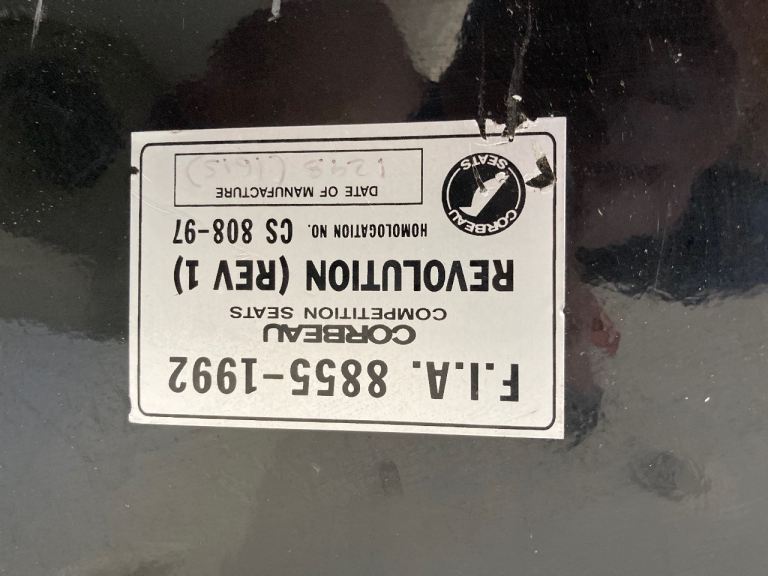 F.I.A. 8855-1992
CORBEAU
COMPETITION SEATS
REVOLUTION (REV 1)
HOMOLOGATION NO. CS 808-97
DATE OF MANUFACTURE
CORBEAU
SEATS